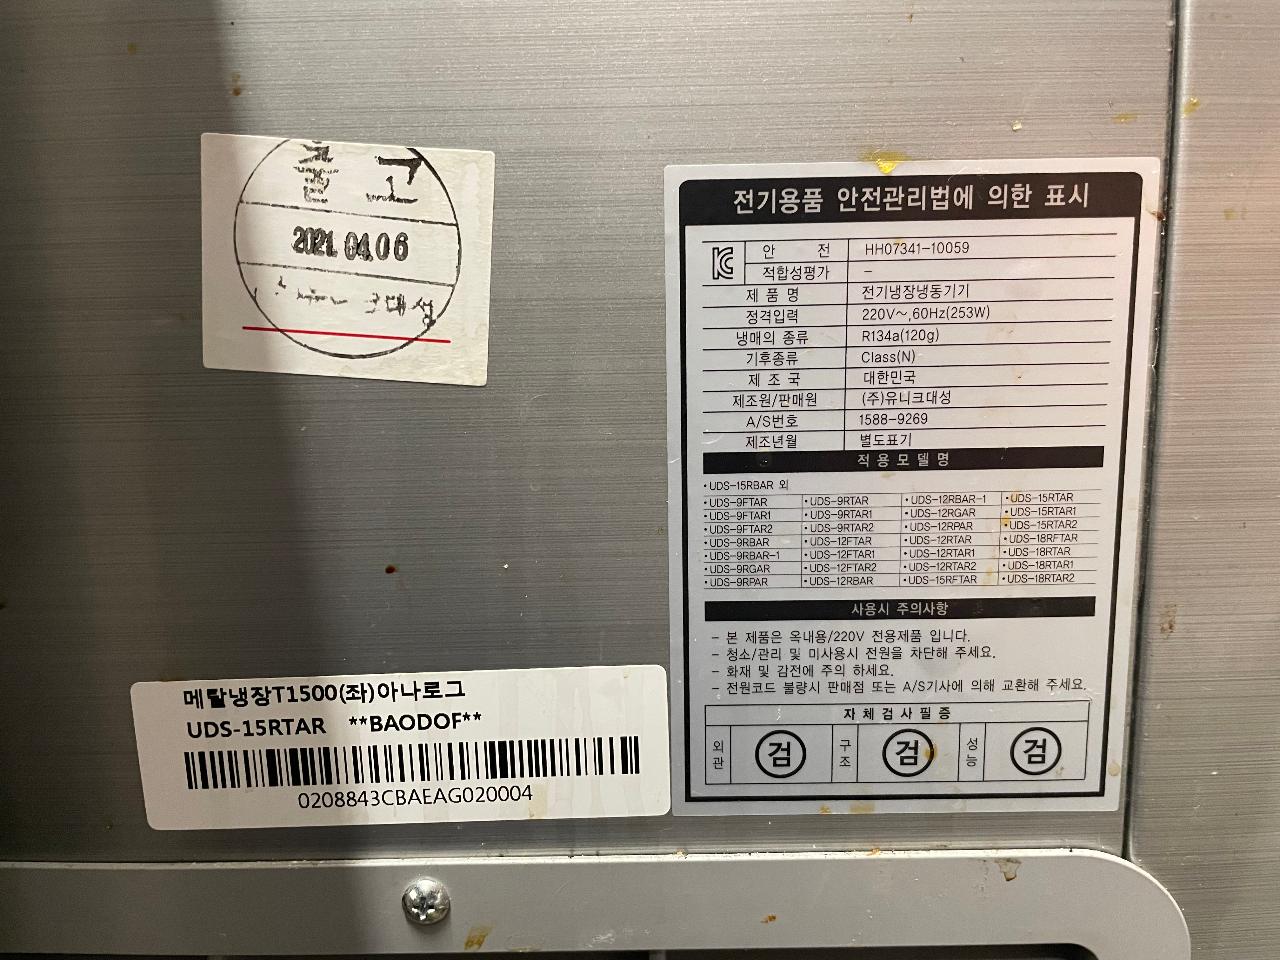 출고
2021.04.06
대성
전기용품 안전관리법에 의한 표시
안 전 HH07341-10059
적합성평가 -
제 품 명 전기냉장냉동기기
정격입력 220V~,60Hz(253W)
냉매의 종류 R134a(120g)
기후종류 Class(N)
제 조 국 대한민국
제조원/판매원 (주)유니크대성
A/S번호 1588-9269
제조년월 별도표기
적 용 모 델 명
•UDS-15RBAR 외
•UDS-9FTAR •UDS-9RTAR •UDS-12RBAR-1 •UDS-15RTAR
•UDS-9FTAR1 •UDS-9RTAR1 •UDS-12RGAR •UDS-15RTAR1
•UDS-9FTAR2 •UDS-9RTAR2 •UDS-12RPAR •UDS-15RTAR2
•UDS-9RBAR •UDS-12FTAR •UDS-12RTAR •UDS-18RFTAR
•UDS-9RBAR-1 •UDS-12FTAR1 •UDS-12RTAR1 •UDS-18RTAR
•UDS-9RGAR •UDS-12FTAR2 •UDS-12RTAR2 •UDS-18RTAR1
•UDS-9RPAR •UDS-12RBAR •UDS-15RFTAR •UDS-18RTAR2
사용시 주의사항
- 본 제품은 옥내용/220V 전용제품 입니다.
- 청소/관리 및 미사용시 전원을 차단해 주세요.
- 화재 및 감전에 주의 하세요.
- 전원코드 불량시 판매점 또는 A/S기사에 의해 교환해 주세요.
자 체 검 사 필 증
외관 검 구조 검 성능 검
메탈냉장T1500(좌)아나로그
UDS-15RTAR **BAODOF**
0208843CBAEAG020004